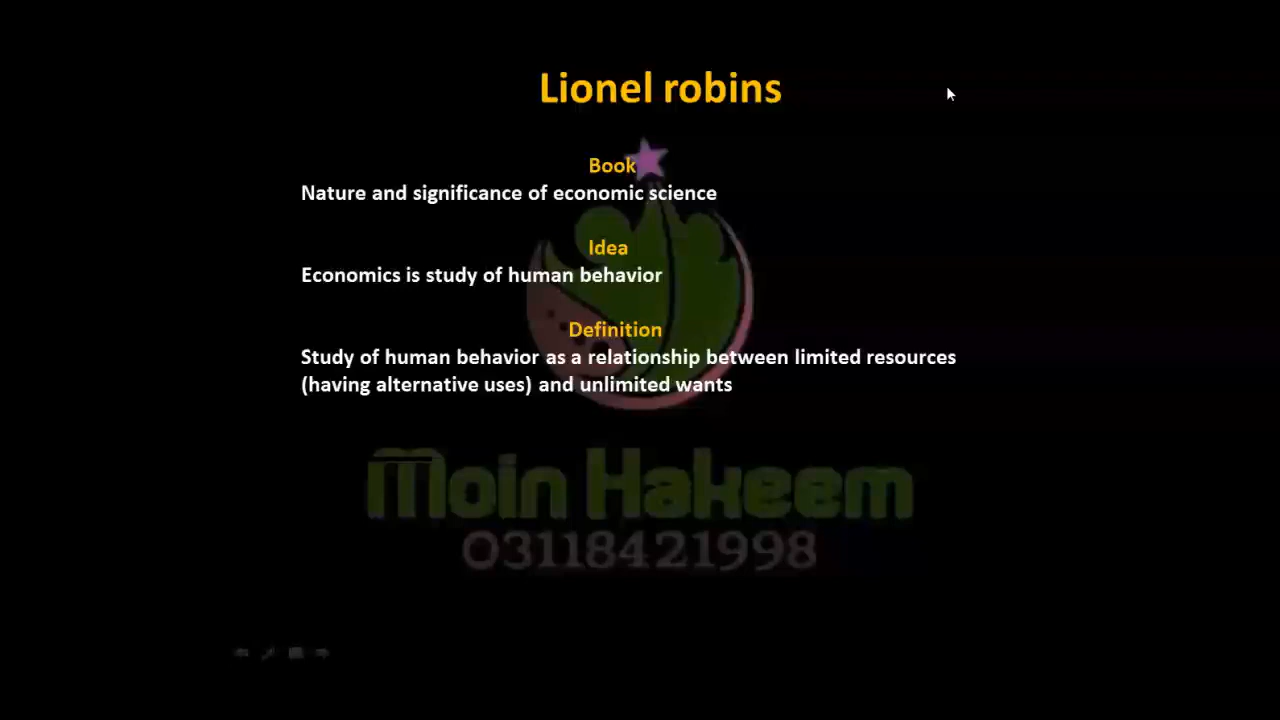 Lionel robins
Book
Nature and significance of economic science
Idea
Economics is study of human behavior
Definition
Study of human behavior as a relationship between limited resources
(having alternative uses) and unlimited wants
Moin Hakeem
03118421998